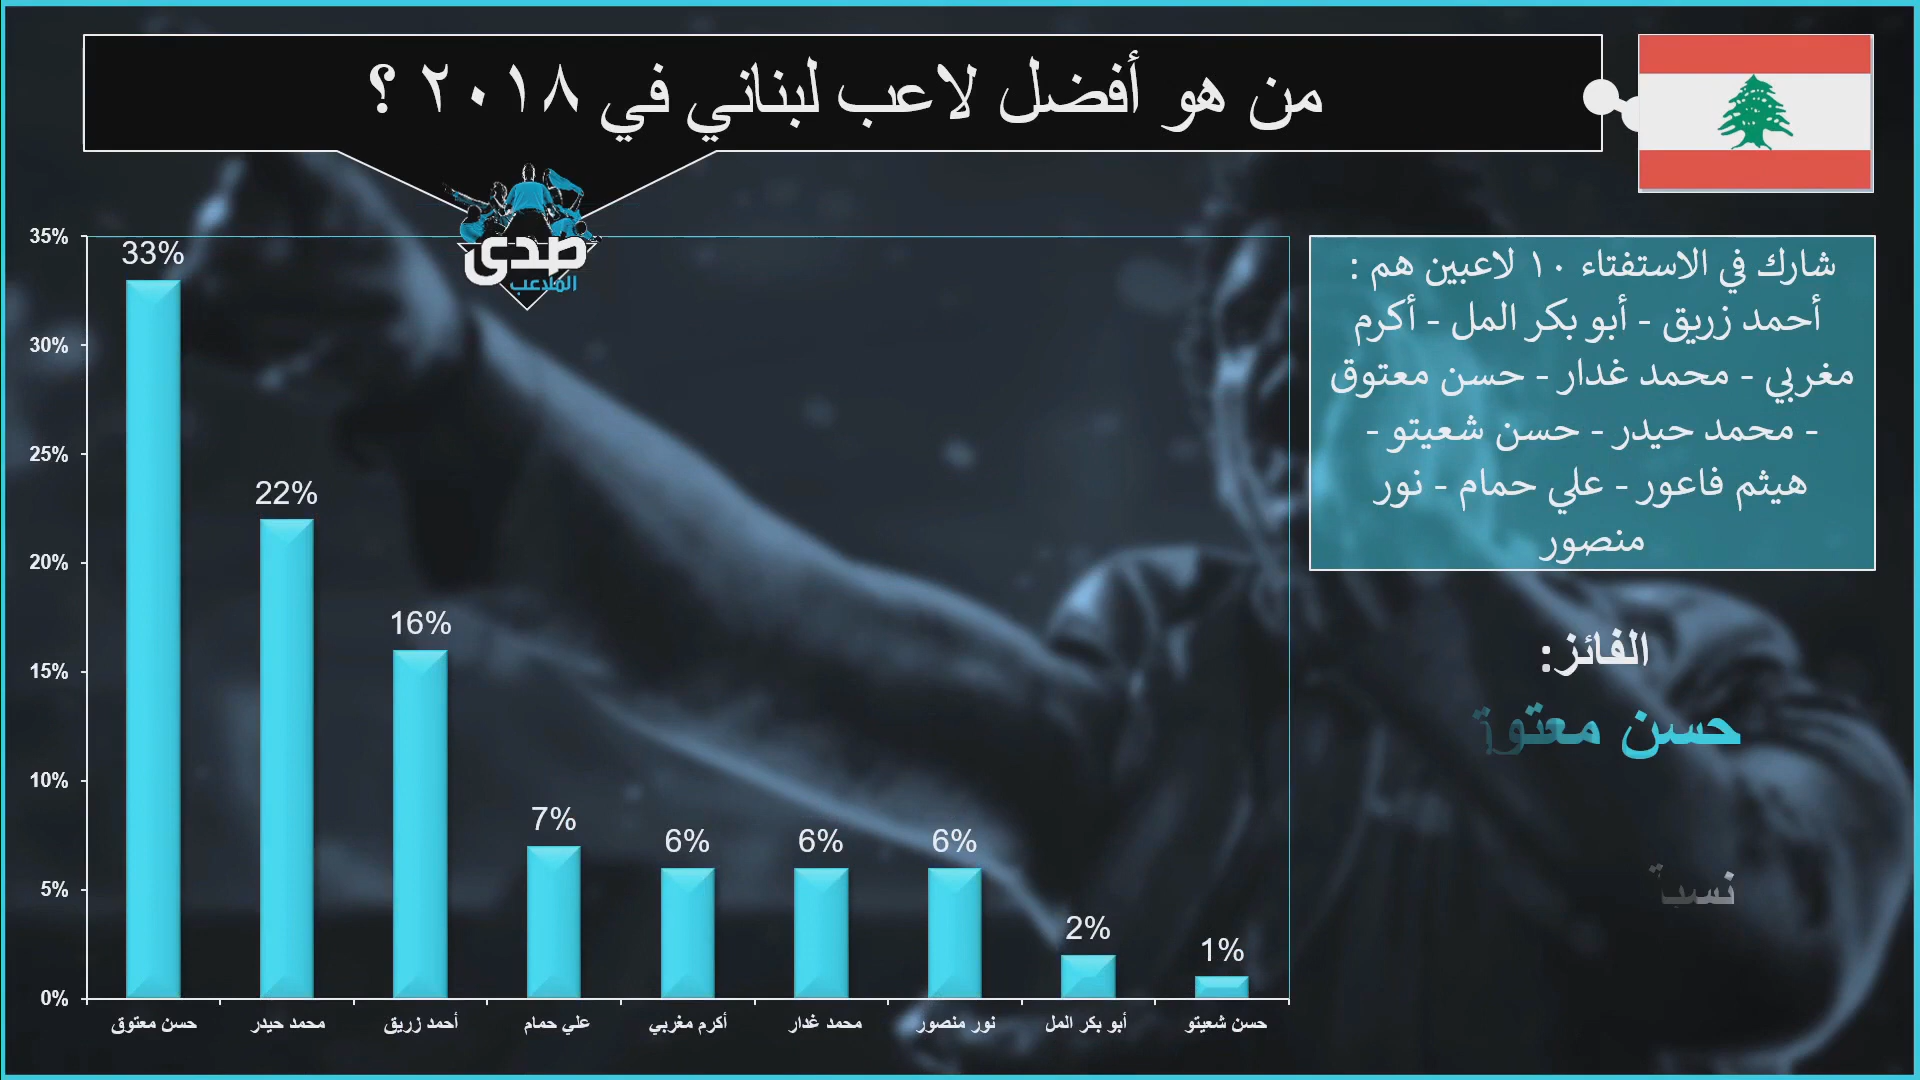 من هو أفضل لاعب لبناني في ٢٠١٨ ؟
صدى
الملاعب
شارك في الاستفتاء ١٠ لاعبين هم :
أحمد زريق - أبو بكر المل - أكرم
مغربي - محمد غدار - حسن معتوق
- محمد حيدر - حسن شعيتو -
هيثم فاعور - علي حمام - نور
منصور
الفائز:
حسن معتوق
نسبة
35%
30%
25%
20%
15%
10%
5%
0%
33%
22%
16%
7%
6%
6%
6%
2%
1%
حسن معتوق
محمد حيدر
أحمد زريق
علي حمام
أكرم مغربي
محمد غدار
نور منصور
أبو بكر المل
حسن شعيتو